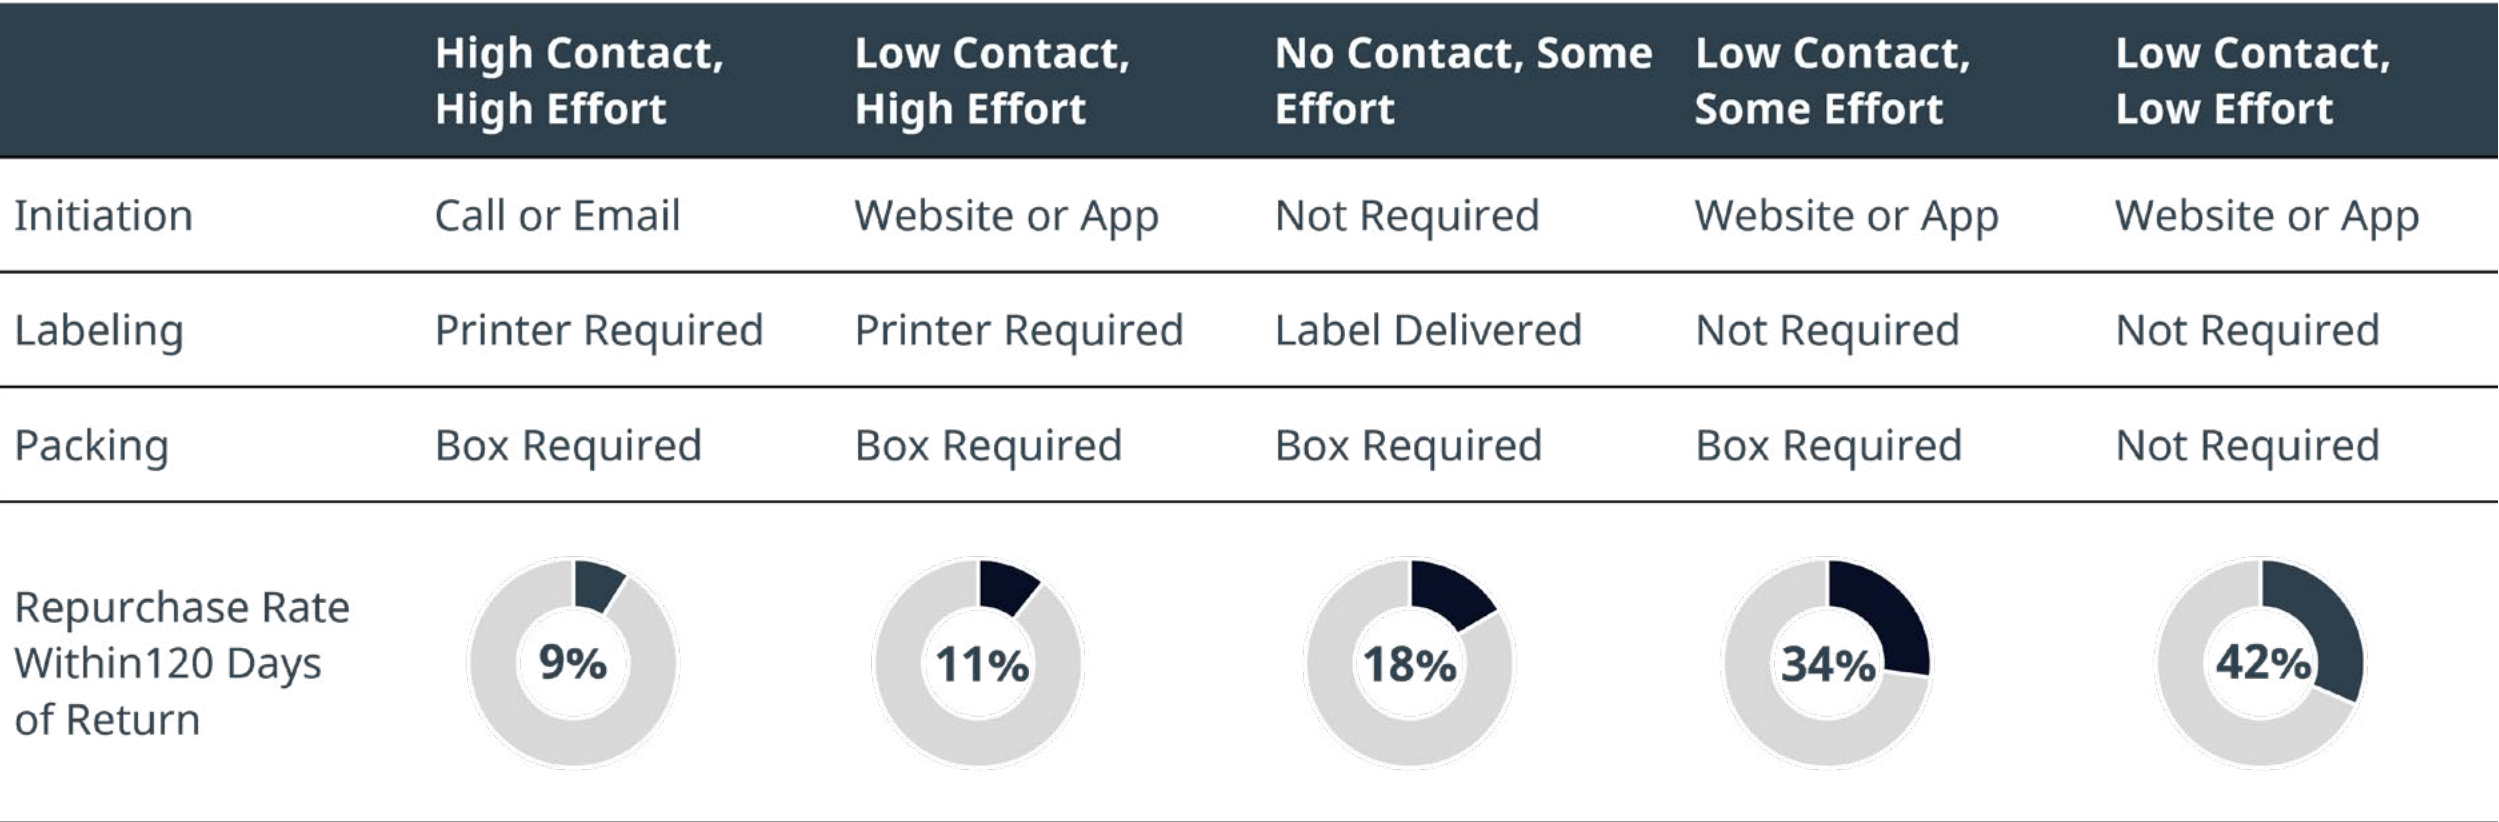 High Contact,
High Effort
Low Contact,
High Effort
No Contact, Some
Effort
Low Contact,
Some Effort
Low Contact,
Low Effort
Initiation
Call or Email
Website or App
Not Required
Website or App
Website or App
Labeling
Printer Required
Printer Required
Label Delivered
Not Required
Not Required
Packing
Box Required
Box Required
Box Required
Box Required
Not Required
Repurchase Rate
Within120 Days
of Return
9%
11%
18%
34%
42%